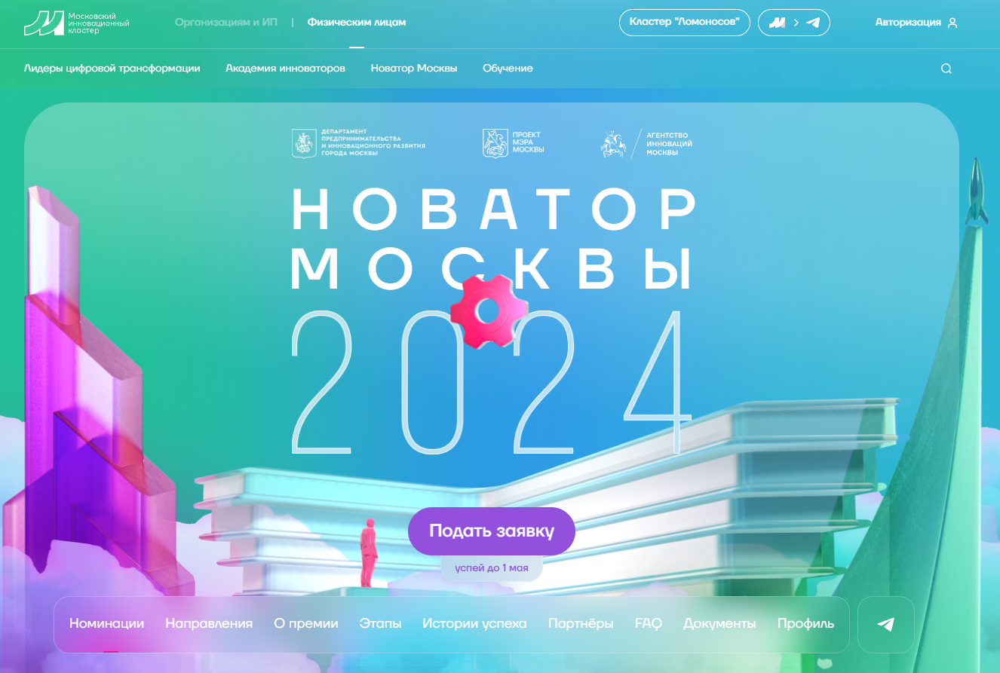 Московский
инновационный
кластер
Организациям и ИП | Физическим лицам
Кластер "Ломоносов"
Авторизация
Лидеры цифровой трансформации
Академия инноваторов
Новатор Москвы
Обучение
ДЕПАРТАМЕНТ
ПРЕДПРИНИМАТЕЛЬСТВА
И ИННОВАЦИОННОГО РАЗВИТИЯ
ГОРОДА МОСКВЫ
ПРОЕКТ
МЭРА
МОСКВЫ
АГЕНТСТВО
ИННОВАЦИЙ
МОСКВЫ
НОВАТОР
МОСКВЫ
2024
Подать заявку
успей до 1 мая
Номинации
Направления
О премии
Этапы
Истории успеха
Партнёры
FAQ
Документы
Профиль